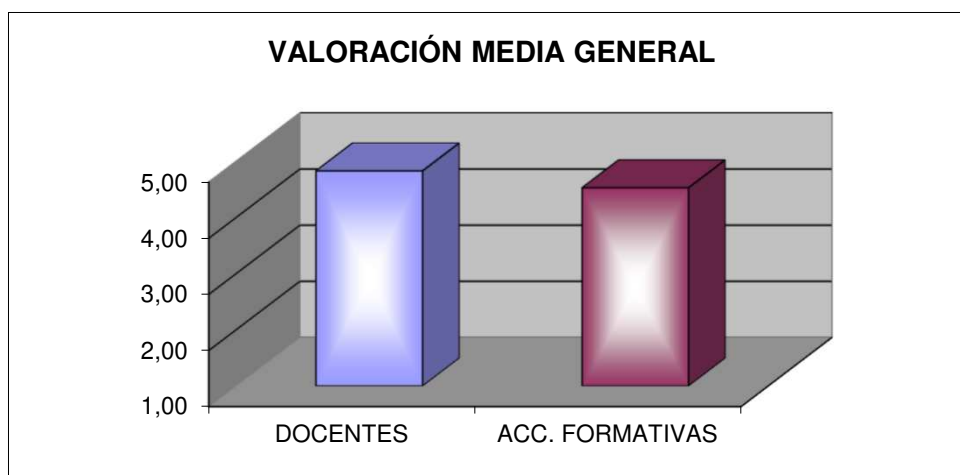 VALORACIÓN MEDIA GENERAL
5,00
4,00
3,00
2,00
1,00
DOCENTES ACC. FORMATIVAS